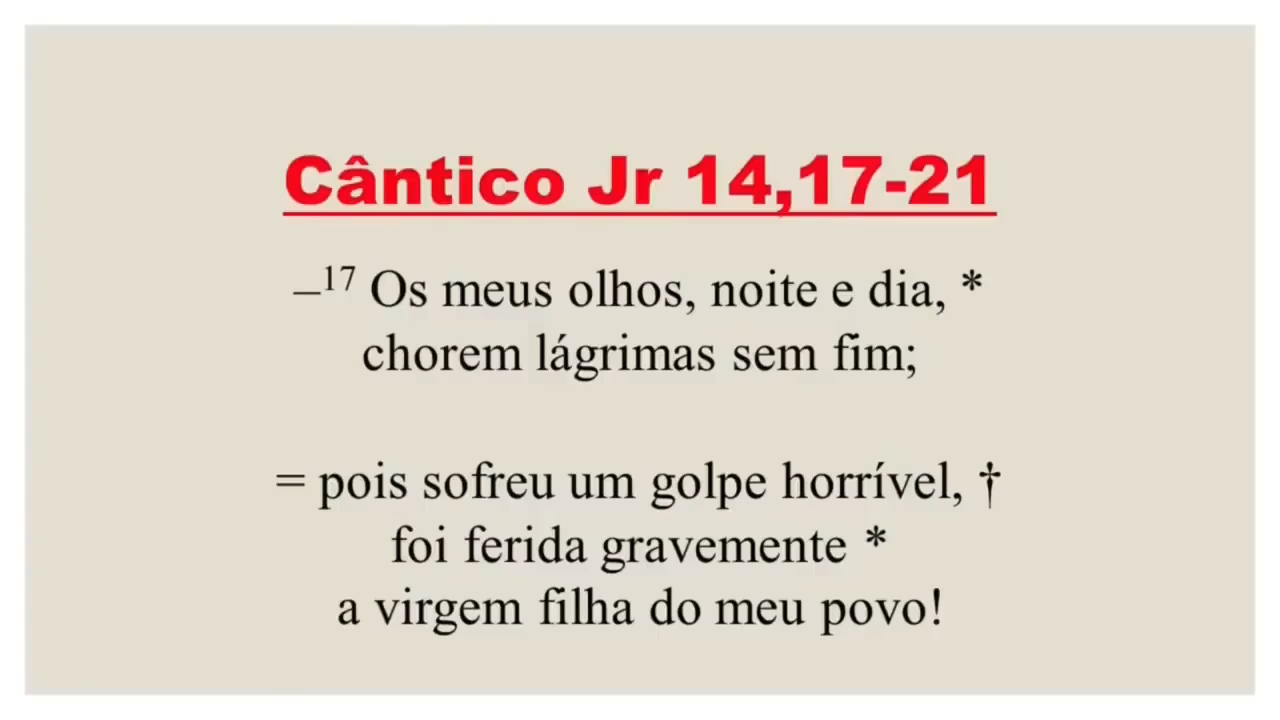 Cântico Jr 14,17-21
–¹⁷ Os meus olhos, noite e dia, *
chorem lágrimas sem fim;
= pois sofreu um golpe horrível, †
foi ferida gravemente *
a virgem filha do meu povo!